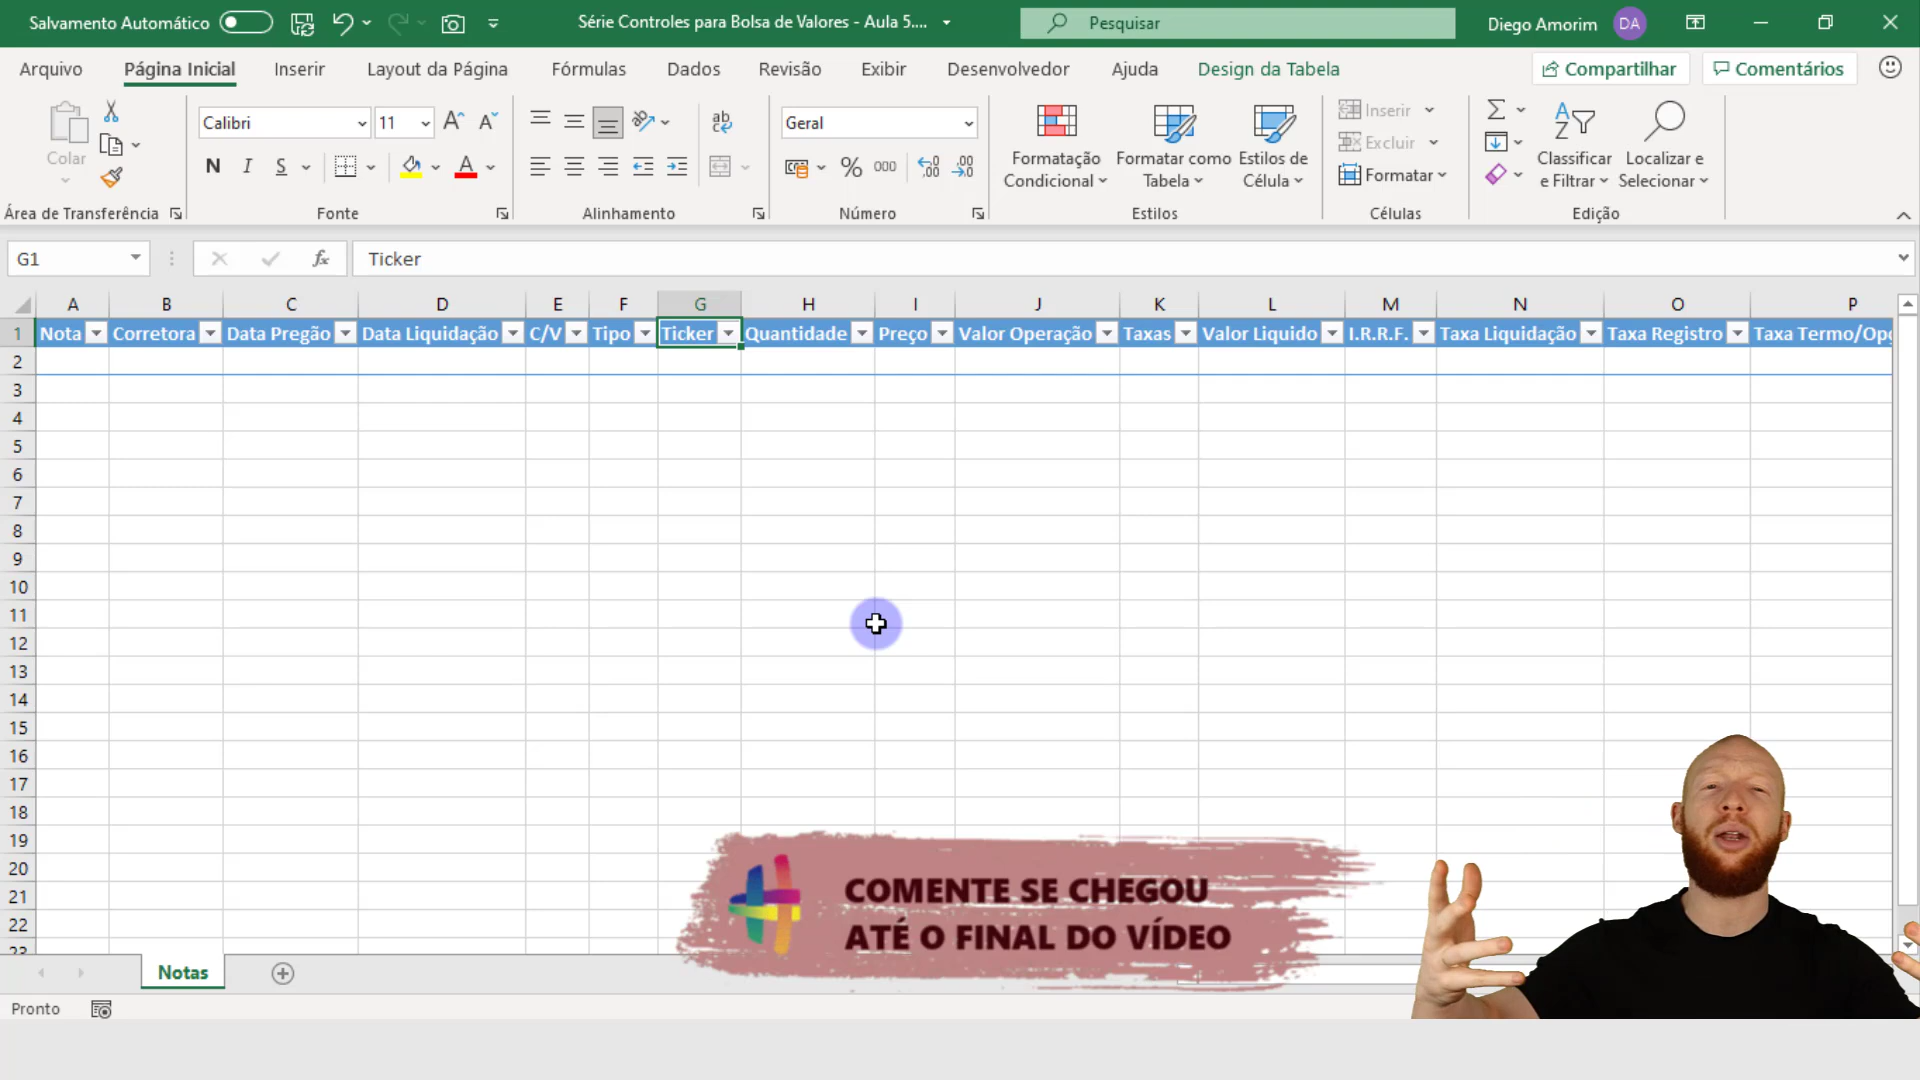 Salvamento Automático
Série Controles para Bolsa de Valores - Aula 5....
Pesquisar
Diego Amorim
DA
Arquivo
Página Inicial
Inserir
Layout da Página
Fórmulas
Dados
Revisão
Exibir
Desenvolvedor
Ajuda
Design da Tabela
Compartilhar
Comentários
Colar
Área de Transferência
Calibri
11
N I S
Fonte
Alinhamento
Geral
% 000
Número
Formatação Condicional
Formatar como Tabela
Estilos de Célula
Estilos
Inserir
Excluir
Formatar
Células
Classificar e Filtrar
Localizar e Selecionar
Edição
G1
fx
Ticker
A B C D E F G H I J K L M N O P
1 Nota Corretora Data Pregão Data Liquidação C/V Tipo Ticker Quantidade Preço Valor Operação Taxas Valor Liquido I.R.R.F. Taxa Liquidação Taxa Registro Taxa Termo/Opç
2
3
4
5
6
7
8
9
10
11
12
13
14
15
16
17
18
19
20
21
22
23
COMENTE SE CHEGOU
ATÉ O FINAL DO VÍDEO
Notas
Pronto